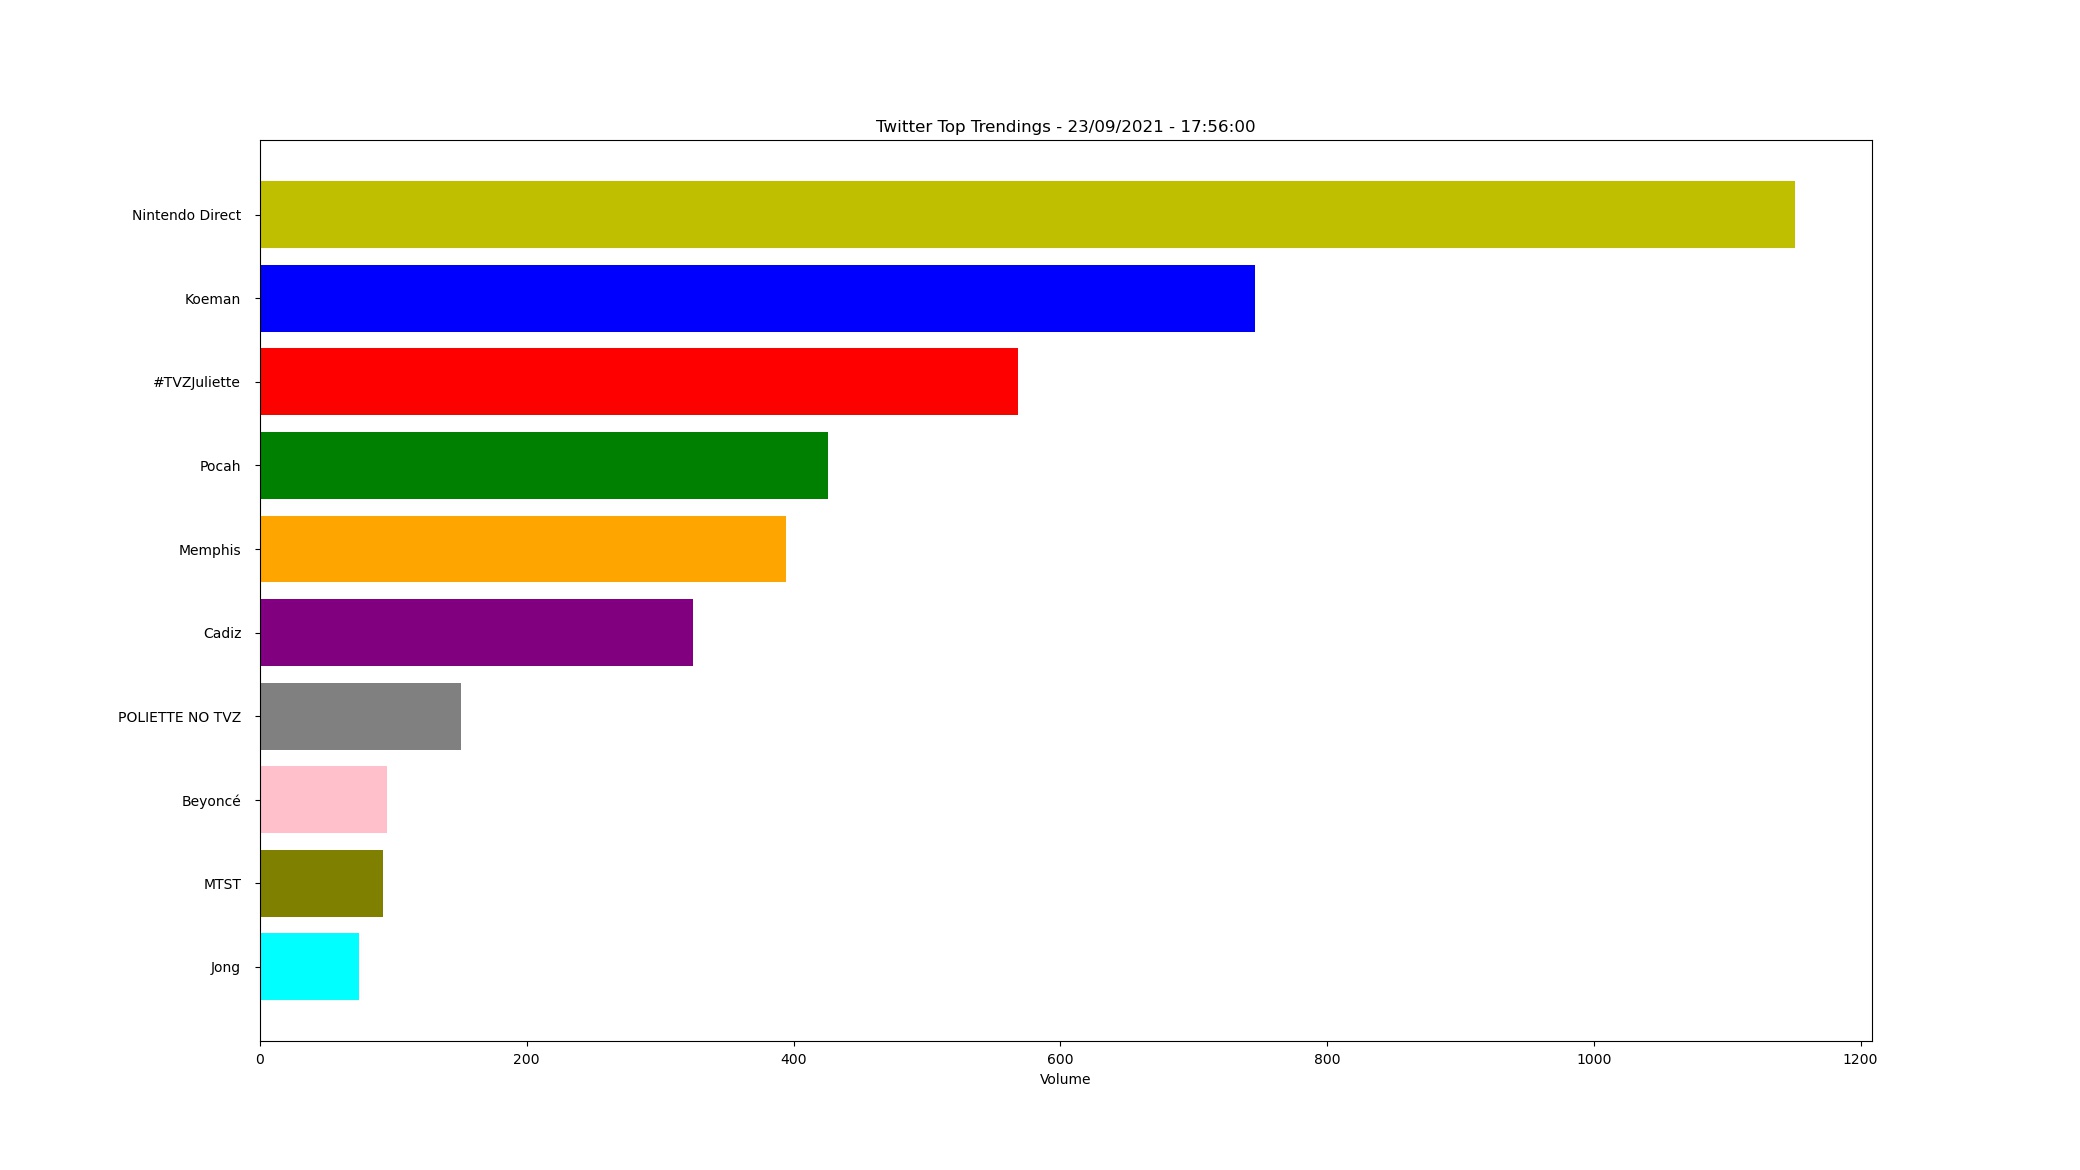 Twitter Top Trendings - 23/09/2021 - 17:56:00
Nintendo Direct
Koeman
#TVZJuliette
Pocah
Memphis
Cadiz
POLIETTE NO TVZ
Beyoncé
MTST
Jong
0 200 400 600 800 1000 1200
Volume